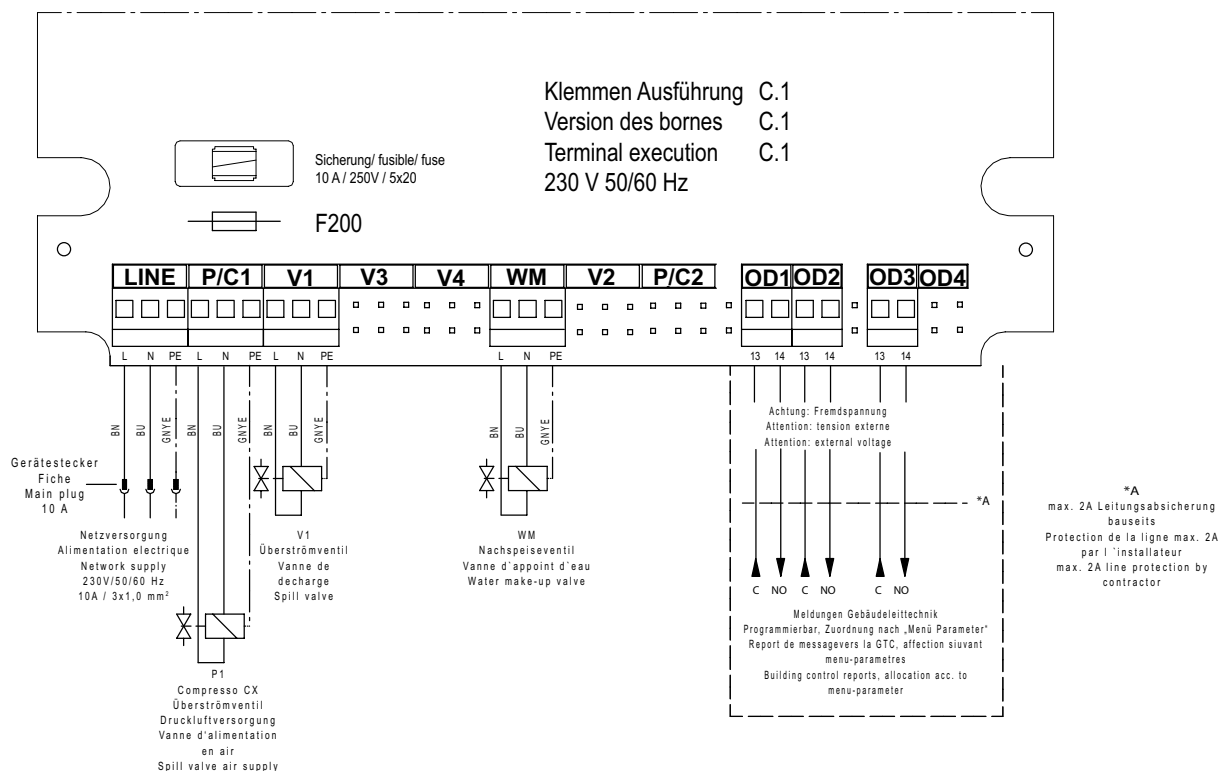 Klemmen Ausführung C.1
Version des bornes C.1
Terminal execution C.1
230 V 50/60 Hz
Sicherung/ fusible/ fuse
10 A / 250V / 5x20
F200
LINE P/C1 V1 V3 V4 WM V2 P/C2 OD1 OD2 OD3 OD4
L N PE L N PE L N PE L N PE 13 14 13 14 13 14
BN BU GNYE BN BU GNYE BN BU GNYE BN BU GNYE
Achtung: Fremdspannung
Attention: tension externe
Attention: external voltage
Gerätestecker
Fiche
Main plug
10 A
Netzversorgung
Alimentation electrique
Network supply
230V/50/60 Hz
10A / 3x1,0 mm²
V1
Überströmventil
Vanne de
decharge
Spill valve
WM
Nachspeiseventil
Vanne d`appoint d'eau
Water make-up valve
*A
C NO C NO C NO
Meldungen Gebäudeleittechnik
Programmierbar, Zuordnung nach „Menü Parameter"
Report de messagevers la GTC, affection siuvant
menu-parametres
Building control reports, allocation acc. to
menu-parameter
*A
max. 2A Leitungsabsicherung
bauseits
Protection de la ligne max. 2A
par l `installateur
max. 2A line protection by
contractor
P1
Compresso CX
Überströmventil
Druckluftversorgung
Vanne d'alimentation
en air
Spill valve air supply